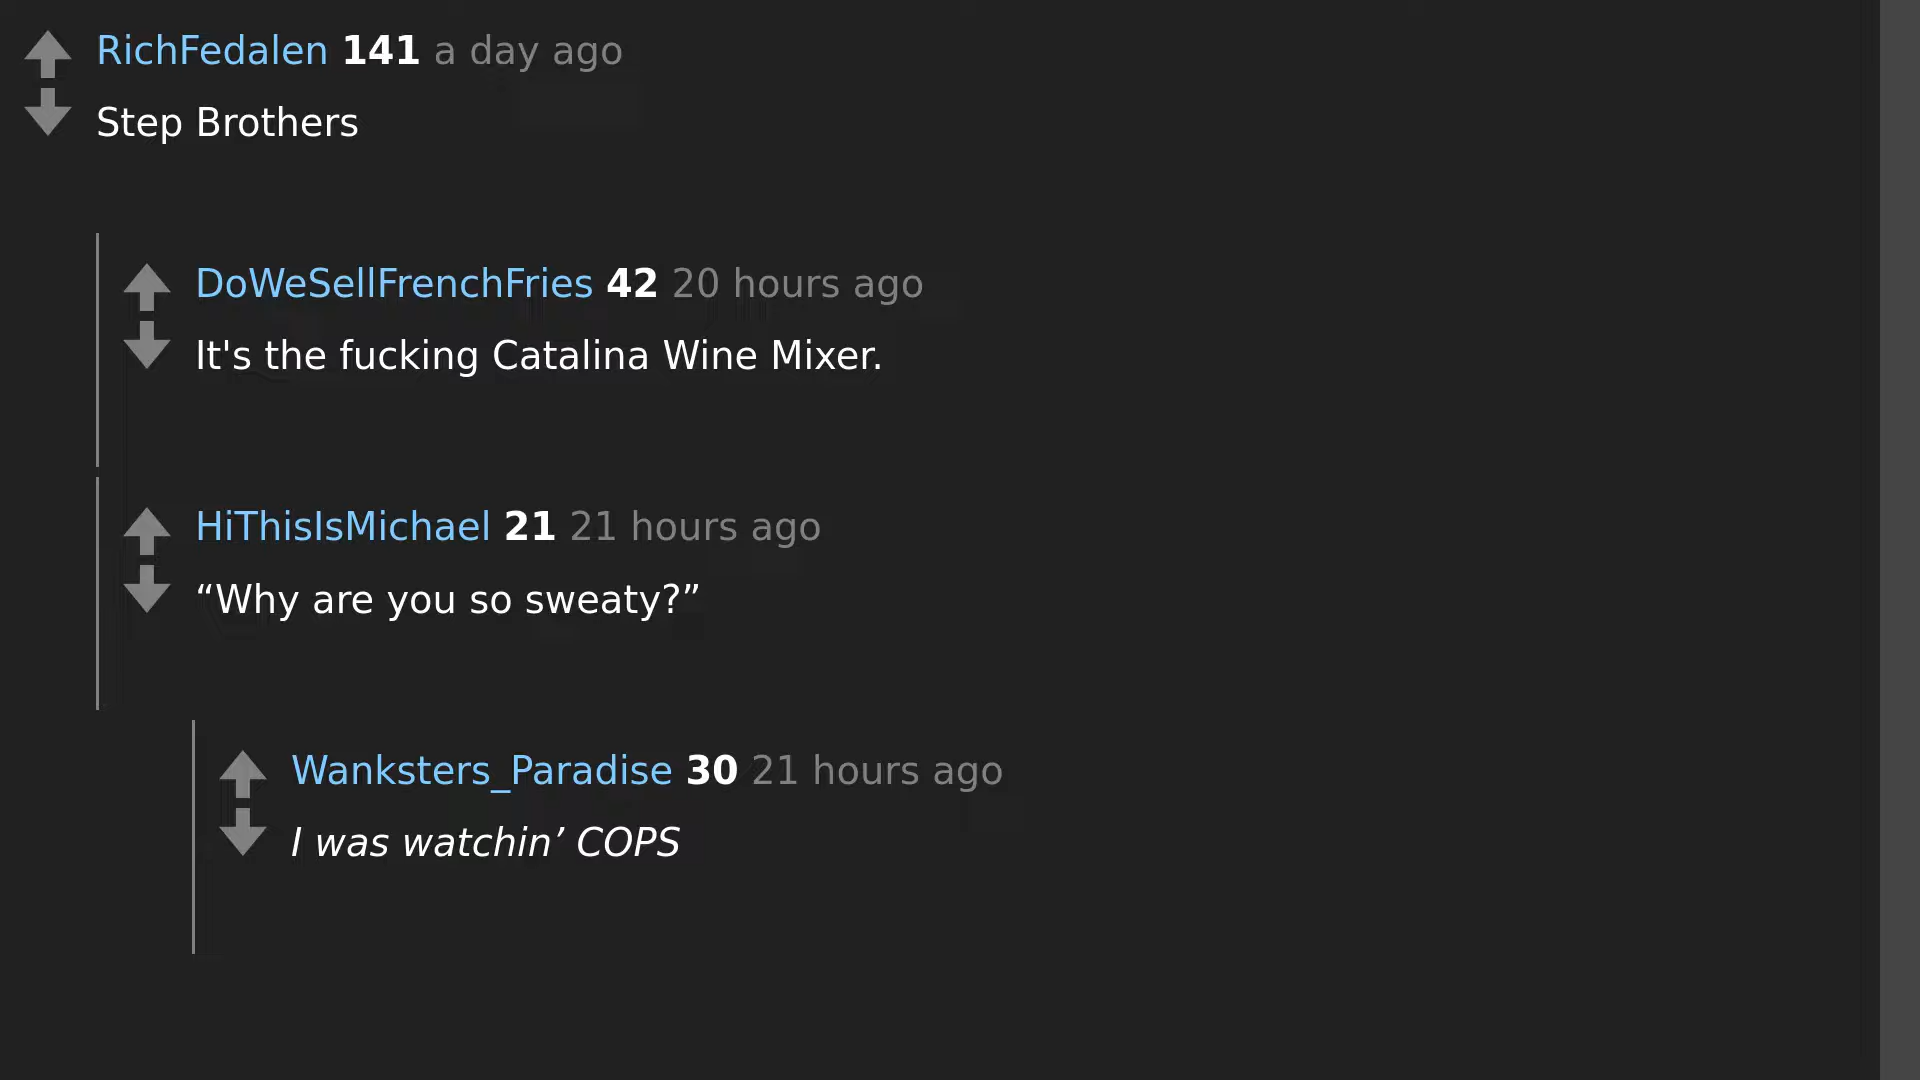 RichFedalen 141 a day ago
Step Brothers
DoWeSellFrenchFries 42 20 hours ago
It's the fucking Catalina Wine Mixer.
HiThisIsMichael 21 21 hours ago
“Why are you so sweaty?”
Wanksters_Paradise 30 21 hours ago
I was watchin’ COPS